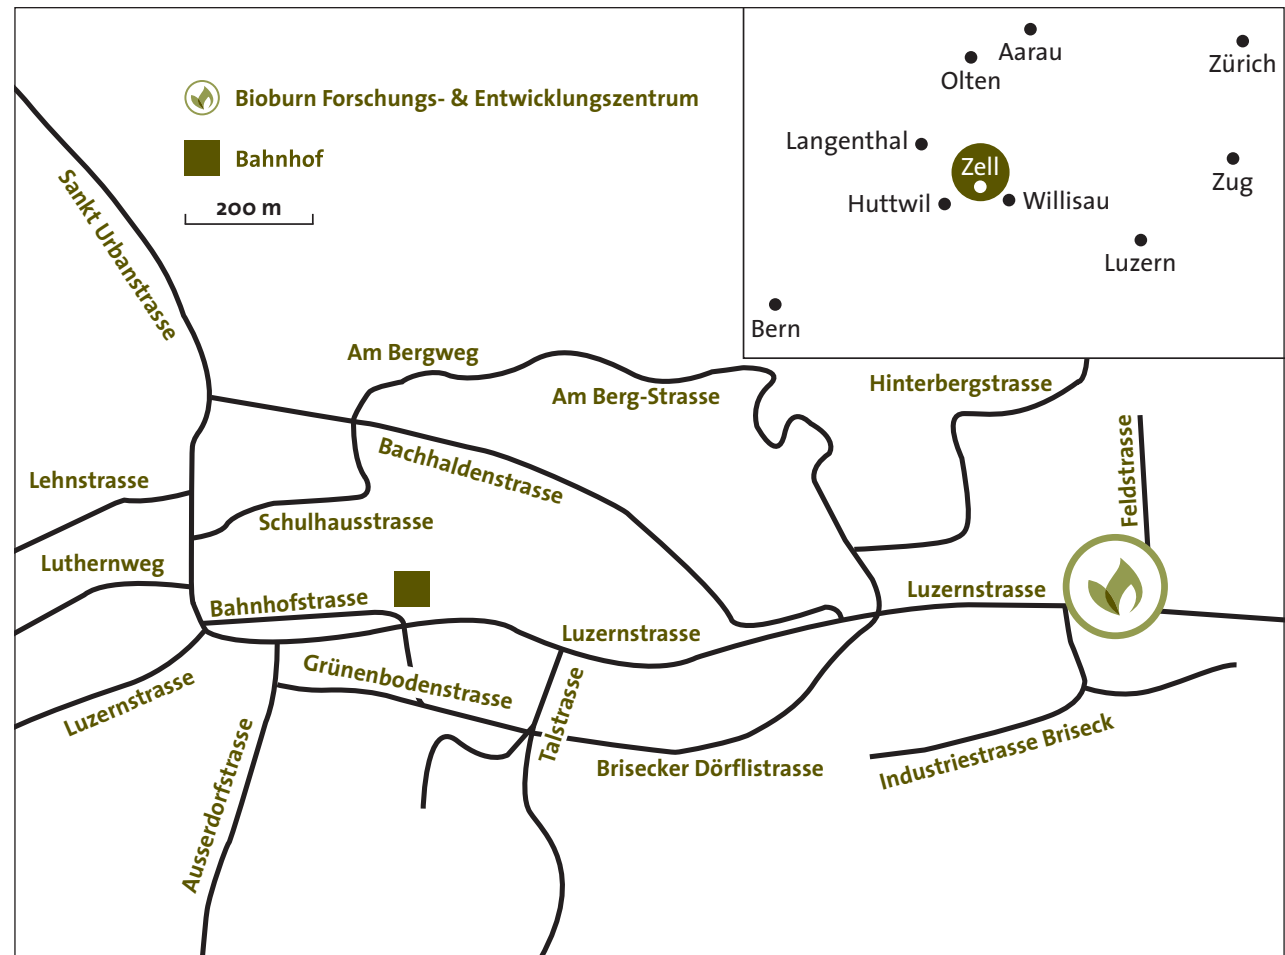 Bioburn Forschungs- & Entwicklungszentrum
Bahnhof
200 m
Aarau
Olten
Zürich
Langenthal
Zell
Zug
Huttwil
Willisau
Luzern
Bern
Sankt Urbanstrasse
Am Bergweg
Am Berg-Strasse
Hinterbergstrasse
Feldstrasse
Bachhaldenstrasse
Lehnstrasse
Schulhausstrasse
Luthernweg
Bahnhofstrasse
Luzernstrasse
Luzernstrasse
Grünenbodenstrasse
Luzernstrasse
Talstrasse
Ausserdorfstrasse
Brisecker Dörflistrasse
Industriestrasse Briseck